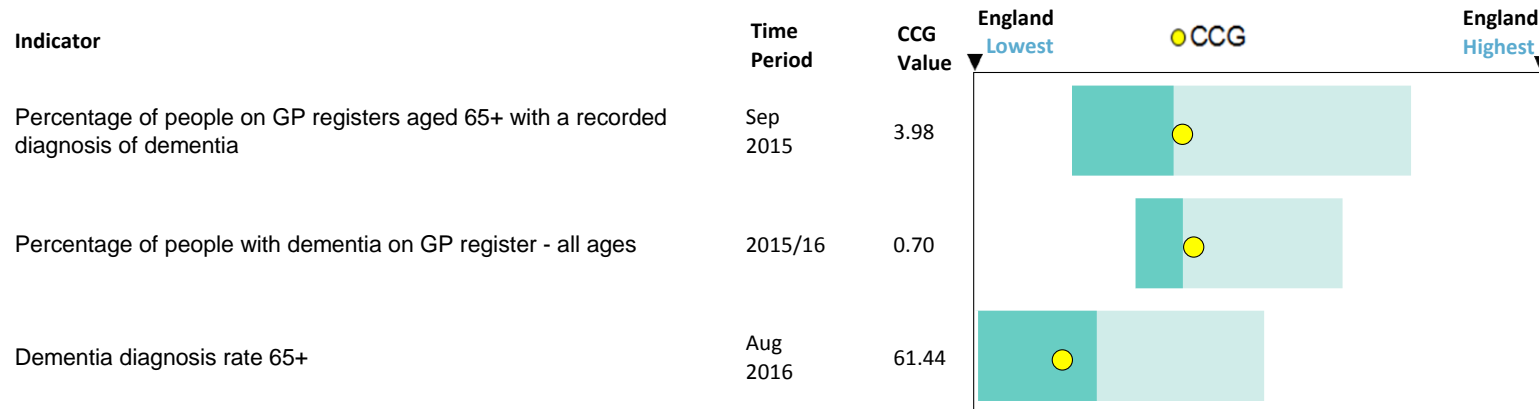 Indicator
Time
Period
CCG
Value
England
Lowest
CCG
England
Highest
Percentage of people on GP registers aged 65+ with a recorded
diagnosis of dementia
Sep
2015
3.98
Percentage of people with dementia on GP register - all ages
2015/16
0.70
Dementia diagnosis rate 65+
Aug
2016
61.44